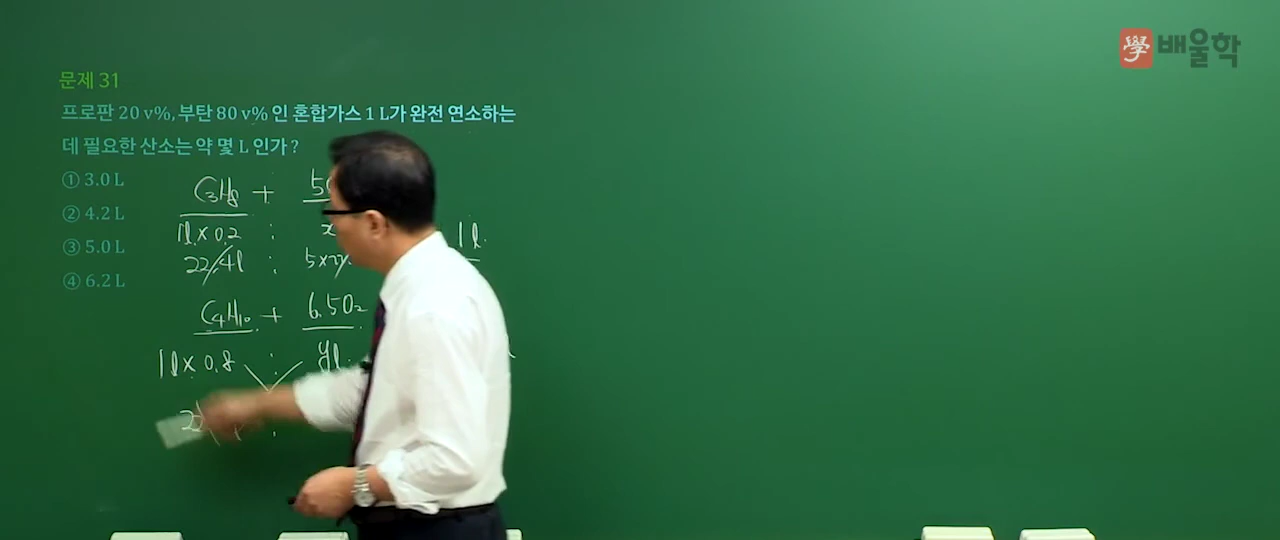 學 배울학
문제 31
프로판 20 v%, 부탄 80 v% 인 혼합가스 1 L가 완전 연소하는
데 필요한 산소는 약 몇 L 인가?
① 3.0 L
② 4.2 L
③ 5.0 L
④ 6.2 L
C₃H₈ + 5
1l × 0.2 : x 1l.
22.4l : 5×22
C₄H₁₀ + 6.5O₂
1l × 0.8 : yl